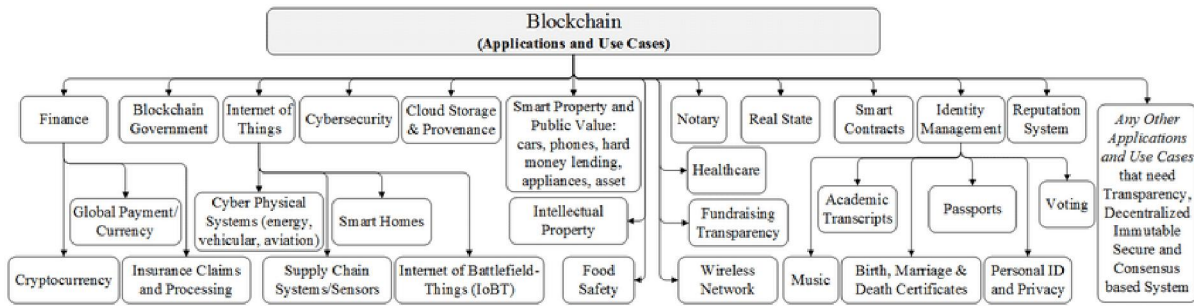 Blockchain
(Applications and Use Cases)
Finance
Blockchain
Government
Internet of
Things
Cybersecurity
Cloud Storage
& Provenance
Smart Property and
Public Value:
cars, phones, hard
money lending,
appliances, asset
Notary
Real State
Smart
Contracts
Identity
Management
Reputation
System
Any Other
Applications
and Use Cases
that need
Transparency,
Decentralized
Immutable
Secure and
Consensus
based System
Healthcare
Global Payment/
Currency
Cyber Physical
Systems (energy,
vehicular, aviation)
Smart Homes
Intellectual
Property
Fundraising
Transparency
Academic
Transcripts
Passports
Voting
Cryptocurrency
Insurance Claims
and Processing
Supply Chain
Systems/Sensors
Internet of Battlefield-
Things (IoBT)
Food
Safety
Wireless
Network
Music
Birth, Marriage &
Death Certificates
Personal ID
and Privacy